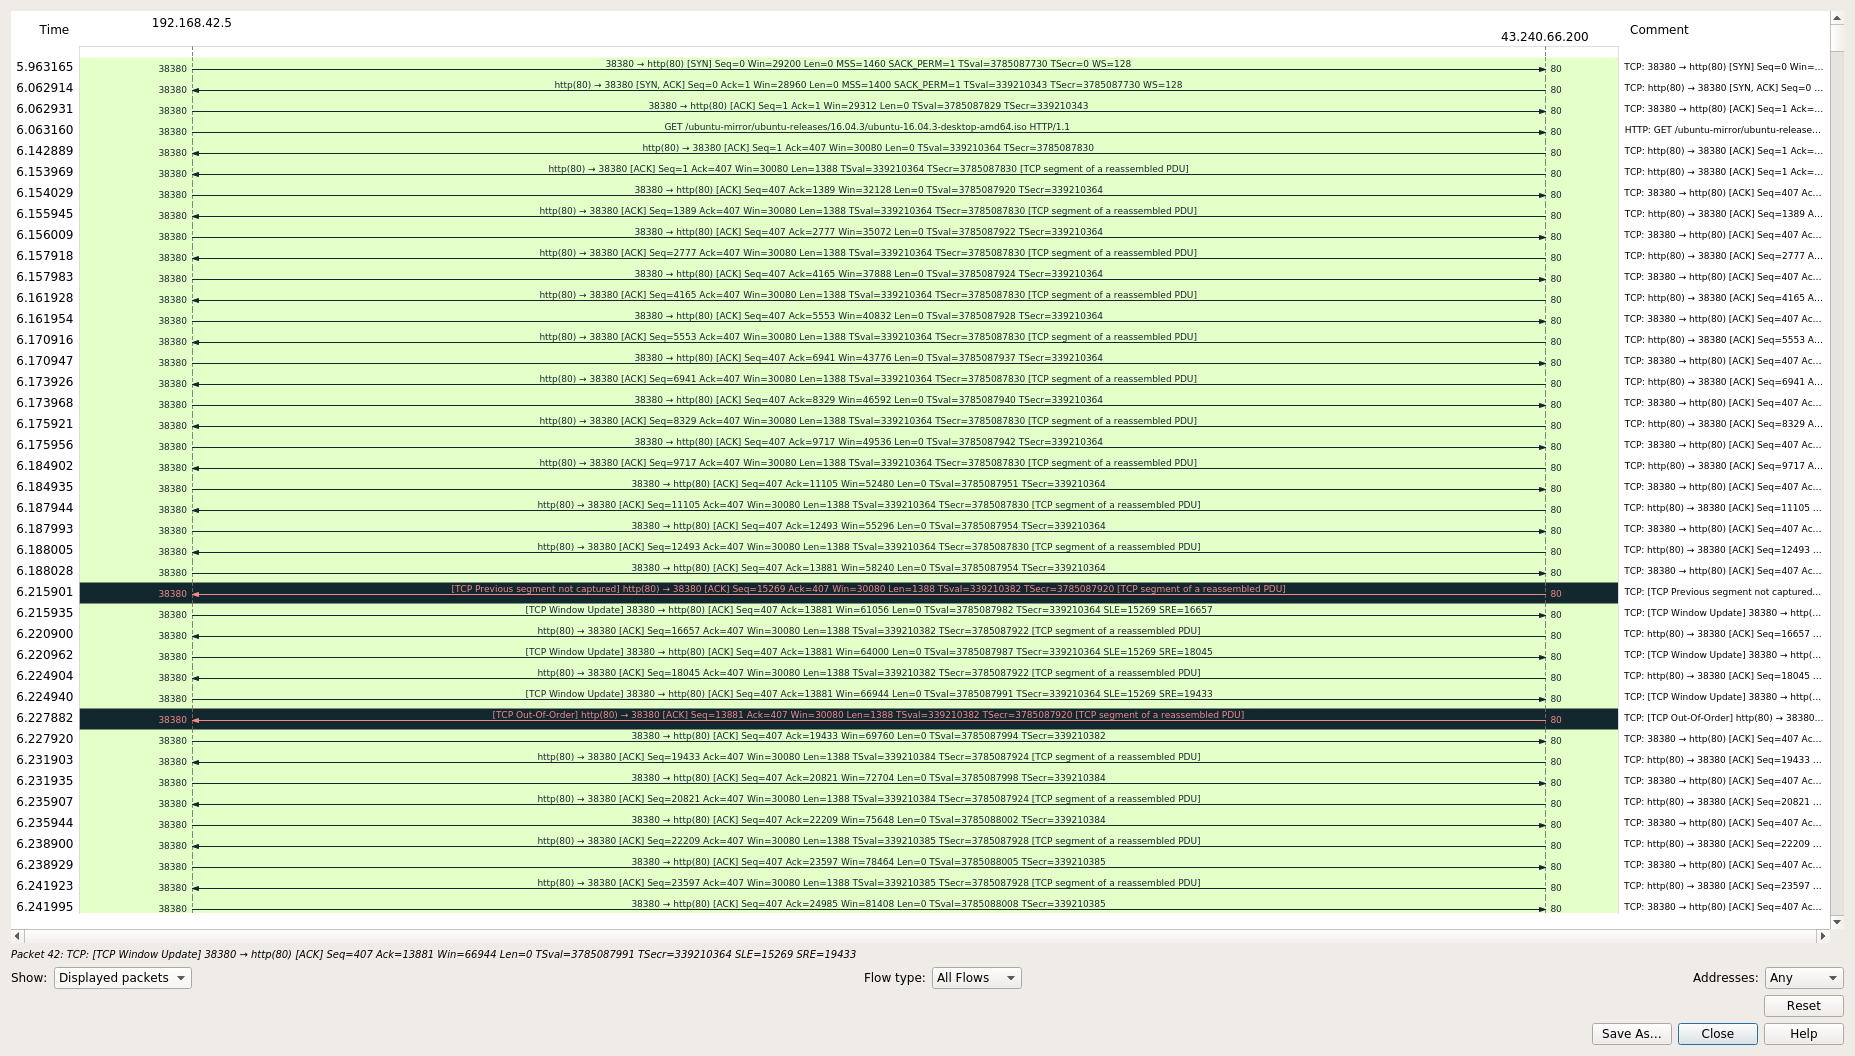 192.168.42.5
Time 43.240.66.200 Comment
5.963165 38380 38380 → http(80) [SYN] Seq=0 Win=29200 Len=0 MSS=1460 SACK_PERM=1 TSval=3785087730 TSecr=0 WS=128 80 TCP: 38380 → http(80) [SYN] Seq=0 Win=...
6.062914 38380 http(80) → 38380 [SYN, ACK] Seq=0 Ack=1 Win=28960 Len=0 MSS=1400 SACK_PERM=1 TSval=339210343 TSecr=3785087730 WS=128 80 TCP: http(80) → 38380 [SYN, ACK] Seq=0 ...
6.062931 38380 38380 → http(80) [ACK] Seq=1 Ack=1 Win=29312 Len=0 TSval=3785087829 TSecr=339210343 80 TCP: 38380 → http(80) [ACK] Seq=1 Ack=...
6.063160 38380 GET /ubuntu-mirror/ubuntu-releases/16.04.3/ubuntu-16.04.3-desktop-amd64.iso HTTP/1.1 80 HTTP: GET /ubuntu-mirror/ubuntu-release...
6.142889 38380 http(80) → 38380 [ACK] Seq=1 Ack=407 Win=30080 Len=0 TSval=339210364 TSecr=3785087830 80 TCP: http(80) → 38380 [ACK] Seq=1 Ack=...
6.153969 38380 http(80) → 38380 [ACK] Seq=1 Ack=407 Win=30080 Len=1388 TSval=339210364 TSecr=3785087830 [TCP segment of a reassembled PDU] 80 TCP: http(80) → 38380 [ACK] Seq=1 Ack=...
6.154029 38380 38380 → http(80) [ACK] Seq=407 Ack=1389 Win=32128 Len=0 TSval=3785087920 TSecr=339210364 80 TCP: 38380 → http(80) [ACK] Seq=407 Ac...
6.155945 38380 http(80) → 38380 [ACK] Seq=1389 Ack=407 Win=30080 Len=1388 TSval=339210364 TSecr=3785087830 [TCP segment of a reassembled PDU] 80 TCP: http(80) → 38380 [ACK] Seq=1389 A...
6.156009 38380 38380 → http(80) [ACK] Seq=407 Ack=2777 Win=35072 Len=0 TSval=3785087922 TSecr=339210364 80 TCP: 38380 → http(80) [ACK] Seq=407 Ac...
6.157918 38380 http(80) → 38380 [ACK] Seq=2777 Ack=407 Win=30080 Len=1388 TSval=339210364 TSecr=3785087830 [TCP segment of a reassembled PDU] 80 TCP: http(80) → 38380 [ACK] Seq=2777 A...
6.157983 38380 38380 → http(80) [ACK] Seq=407 Ack=4165 Win=37888 Len=0 TSval=3785087924 TSecr=339210364 80 TCP: 38380 → http(80) [ACK] Seq=407 Ac...
6.161928 38380 http(80) → 38380 [ACK] Seq=4165 Ack=407 Win=30080 Len=1388 TSval=339210364 TSecr=3785087830 [TCP segment of a reassembled PDU] 80 TCP: http(80) → 38380 [ACK] Seq=4165 A...
6.161954 38380 38380 → http(80) [ACK] Seq=407 Ack=5553 Win=40832 Len=0 TSval=3785087928 TSecr=339210364 80 TCP: 38380 → http(80) [ACK] Seq=407 Ac...
6.170916 38380 http(80) → 38380 [ACK] Seq=5553 Ack=407 Win=30080 Len=1388 TSval=339210364 TSecr=3785087830 [TCP segment of a reassembled PDU] 80 TCP: http(80) → 38380 [ACK] Seq=5553 A...
6.170947 38380 38380 → http(80) [ACK] Seq=407 Ack=6941 Win=43776 Len=0 TSval=3785087937 TSecr=339210364 80 TCP: 38380 → http(80) [ACK] Seq=407 Ac...
6.173926 38380 http(80) → 38380 [ACK] Seq=6941 Ack=407 Win=30080 Len=1388 TSval=339210364 TSecr=3785087830 [TCP segment of a reassembled PDU] 80 TCP: http(80) → 38380 [ACK] Seq=6941 A...
6.173968 38380 38380 → http(80) [ACK] Seq=407 Ack=8329 Win=46592 Len=0 TSval=3785087940 TSecr=339210364 80 TCP: 38380 → http(80) [ACK] Seq=407 Ac...
6.175921 38380 http(80) → 38380 [ACK] Seq=8329 Ack=407 Win=30080 Len=1388 TSval=339210364 TSecr=3785087830 [TCP segment of a reassembled PDU] 80 TCP: http(80) → 38380 [ACK] Seq=8329 A...
6.175956 38380 38380 → http(80) [ACK] Seq=407 Ack=9717 Win=49536 Len=0 TSval=3785087942 TSecr=339210364 80 TCP: 38380 → http(80) [ACK] Seq=407 Ac...
6.184902 38380 http(80) → 38380 [ACK] Seq=9717 Ack=407 Win=30080 Len=1388 TSval=339210364 TSecr=3785087830 [TCP segment of a reassembled PDU] 80 TCP: http(80) → 38380 [ACK] Seq=9717 A...
6.184935 38380 38380 → http(80) [ACK] Seq=407 Ack=11105 Win=52480 Len=0 TSval=3785087951 TSecr=339210364 80 TCP: 38380 → http(80) [ACK] Seq=407 Ac...
6.187944 38380 http(80) → 38380 [ACK] Seq=11105 Ack=407 Win=30080 Len=1388 TSval=339210364 TSecr=3785087830 [TCP segment of a reassembled PDU] 80 TCP: http(80) → 38380 [ACK] Seq=11105 ...
6.187993 38380 38380 → http(80) [ACK] Seq=407 Ack=12493 Win=55296 Len=0 TSval=3785087954 TSecr=339210364 80 TCP: 38380 → http(80) [ACK] Seq=407 Ac...
6.188005 38380 http(80) → 38380 [ACK] Seq=12493 Ack=407 Win=30080 Len=1388 TSval=339210364 TSecr=3785087830 [TCP segment of a reassembled PDU] 80 TCP: http(80) → 38380 [ACK] Seq=12493 ...
6.188028 38380 38380 → http(80) [ACK] Seq=407 Ack=13881 Win=58240 Len=0 TSval=3785087954 TSecr=339210364 80 TCP: 38380 → http(80) [ACK] Seq=407 Ac...
6.215901 38380 [TCP Previous segment not captured] http(80) → 38380 [ACK] Seq=15269 Ack=407 Win=30080 Len=1388 TSval=339210382 TSecr=3785087920 [TCP segment of a reassembled PDU] 80 TCP: [TCP Previous segment not captured...
6.215935 38380 [TCP Window Update] 38380 → http(80) [ACK] Seq=407 Ack=13881 Win=61056 Len=0 TSval=3785087982 TSecr=339210364 SLE=15269 SRE=16657 80 TCP: [TCP Window Update] 38380 → http(...
6.220900 38380 http(80) → 38380 [ACK] Seq=16657 Ack=407 Win=30080 Len=1388 TSval=339210382 TSecr=3785087922 [TCP segment of a reassembled PDU] 80 TCP: http(80) → 38380 [ACK] Seq=16657 ...
6.220962 38380 [TCP Window Update] 38380 → http(80) [ACK] Seq=407 Ack=13881 Win=64000 Len=0 TSval=3785087987 TSecr=339210364 SLE=15269 SRE=18045 80 TCP: [TCP Window Update] 38380 → http(...
6.224904 38380 http(80) → 38380 [ACK] Seq=18045 Ack=407 Win=30080 Len=1388 TSval=339210382 TSecr=3785087922 [TCP segment of a reassembled PDU] 80 TCP: http(80) → 38380 [ACK] Seq=18045 ...
6.224940 38380 [TCP Window Update] 38380 → http(80) [ACK] Seq=407 Ack=13881 Win=66944 Len=0 TSval=3785087991 TSecr=339210364 SLE=15269 SRE=19433 80 TCP: [TCP Window Update] 38380 → http(...
6.227882 38380 [TCP Out-Of-Order] http(80) → 38380 [ACK] Seq=13881 Ack=407 Win=30080 Len=1388 TSval=339210382 TSecr=3785087920 [TCP segment of a reassembled PDU] 80 TCP: [TCP Out-Of-Order] http(80) → 38380...
6.227920 38380 38380 → http(80) [ACK] Seq=407 Ack=19433 Win=69760 Len=0 TSval=3785087994 TSecr=339210382 80 TCP: 38380 → http(80) [ACK] Seq=407 Ac...
6.231903 38380 http(80) → 38380 [ACK] Seq=19433 Ack=407 Win=30080 Len=1388 TSval=339210384 TSecr=3785087924 [TCP segment of a reassembled PDU] 80 TCP: http(80) → 38380 [ACK] Seq=19433 ...
6.231935 38380 38380 → http(80) [ACK] Seq=407 Ack=20821 Win=72704 Len=0 TSval=3785087998 TSecr=339210384 80 TCP: 38380 → http(80) [ACK] Seq=407 Ac...
6.235907 38380 http(80) → 38380 [ACK] Seq=20821 Ack=407 Win=30080 Len=1388 TSval=339210384 TSecr=3785087924 [TCP segment of a reassembled PDU] 80 TCP: http(80) → 38380 [ACK] Seq=20821 ...
6.235944 38380 38380 → http(80) [ACK] Seq=407 Ack=22209 Win=75648 Len=0 TSval=3785088002 TSecr=339210384 80 TCP: 38380 → http(80) [ACK] Seq=407 Ac...
6.238900 38380 http(80) → 38380 [ACK] Seq=22209 Ack=407 Win=30080 Len=1388 TSval=339210385 TSecr=3785087928 [TCP segment of a reassembled PDU] 80 TCP: http(80) → 38380 [ACK] Seq=22209 ...
6.238929 38380 38380 → http(80) [ACK] Seq=407 Ack=23597 Win=78464 Len=0 TSval=3785088005 TSecr=339210385 80 TCP: 38380 → http(80) [ACK] Seq=407 Ac...
6.241923 38380 http(80) → 38380 [ACK] Seq=23597 Ack=407 Win=30080 Len=1388 TSval=339210385 TSecr=3785087928 [TCP segment of a reassembled PDU] 80 TCP: http(80) → 38380 [ACK] Seq=23597 ...
6.241995 38380 38380 → http(80) [ACK] Seq=407 Ack=24985 Win=81408 Len=0 TSval=3785088008 TSecr=339210385 80 TCP: 38380 → http(80) [ACK] Seq=407 Ac...
Packet 42: TCP: [TCP Window Update] 38380 → http(80) [ACK] Seq=407 Ack=13881 Win=66944 Len=0 TSval=3785087991 TSecr=339210364 SLE=15269 SRE=19433
Show: Displayed packets Flow type: All Flows Addresses: Any
Reset
Save As... Close Help